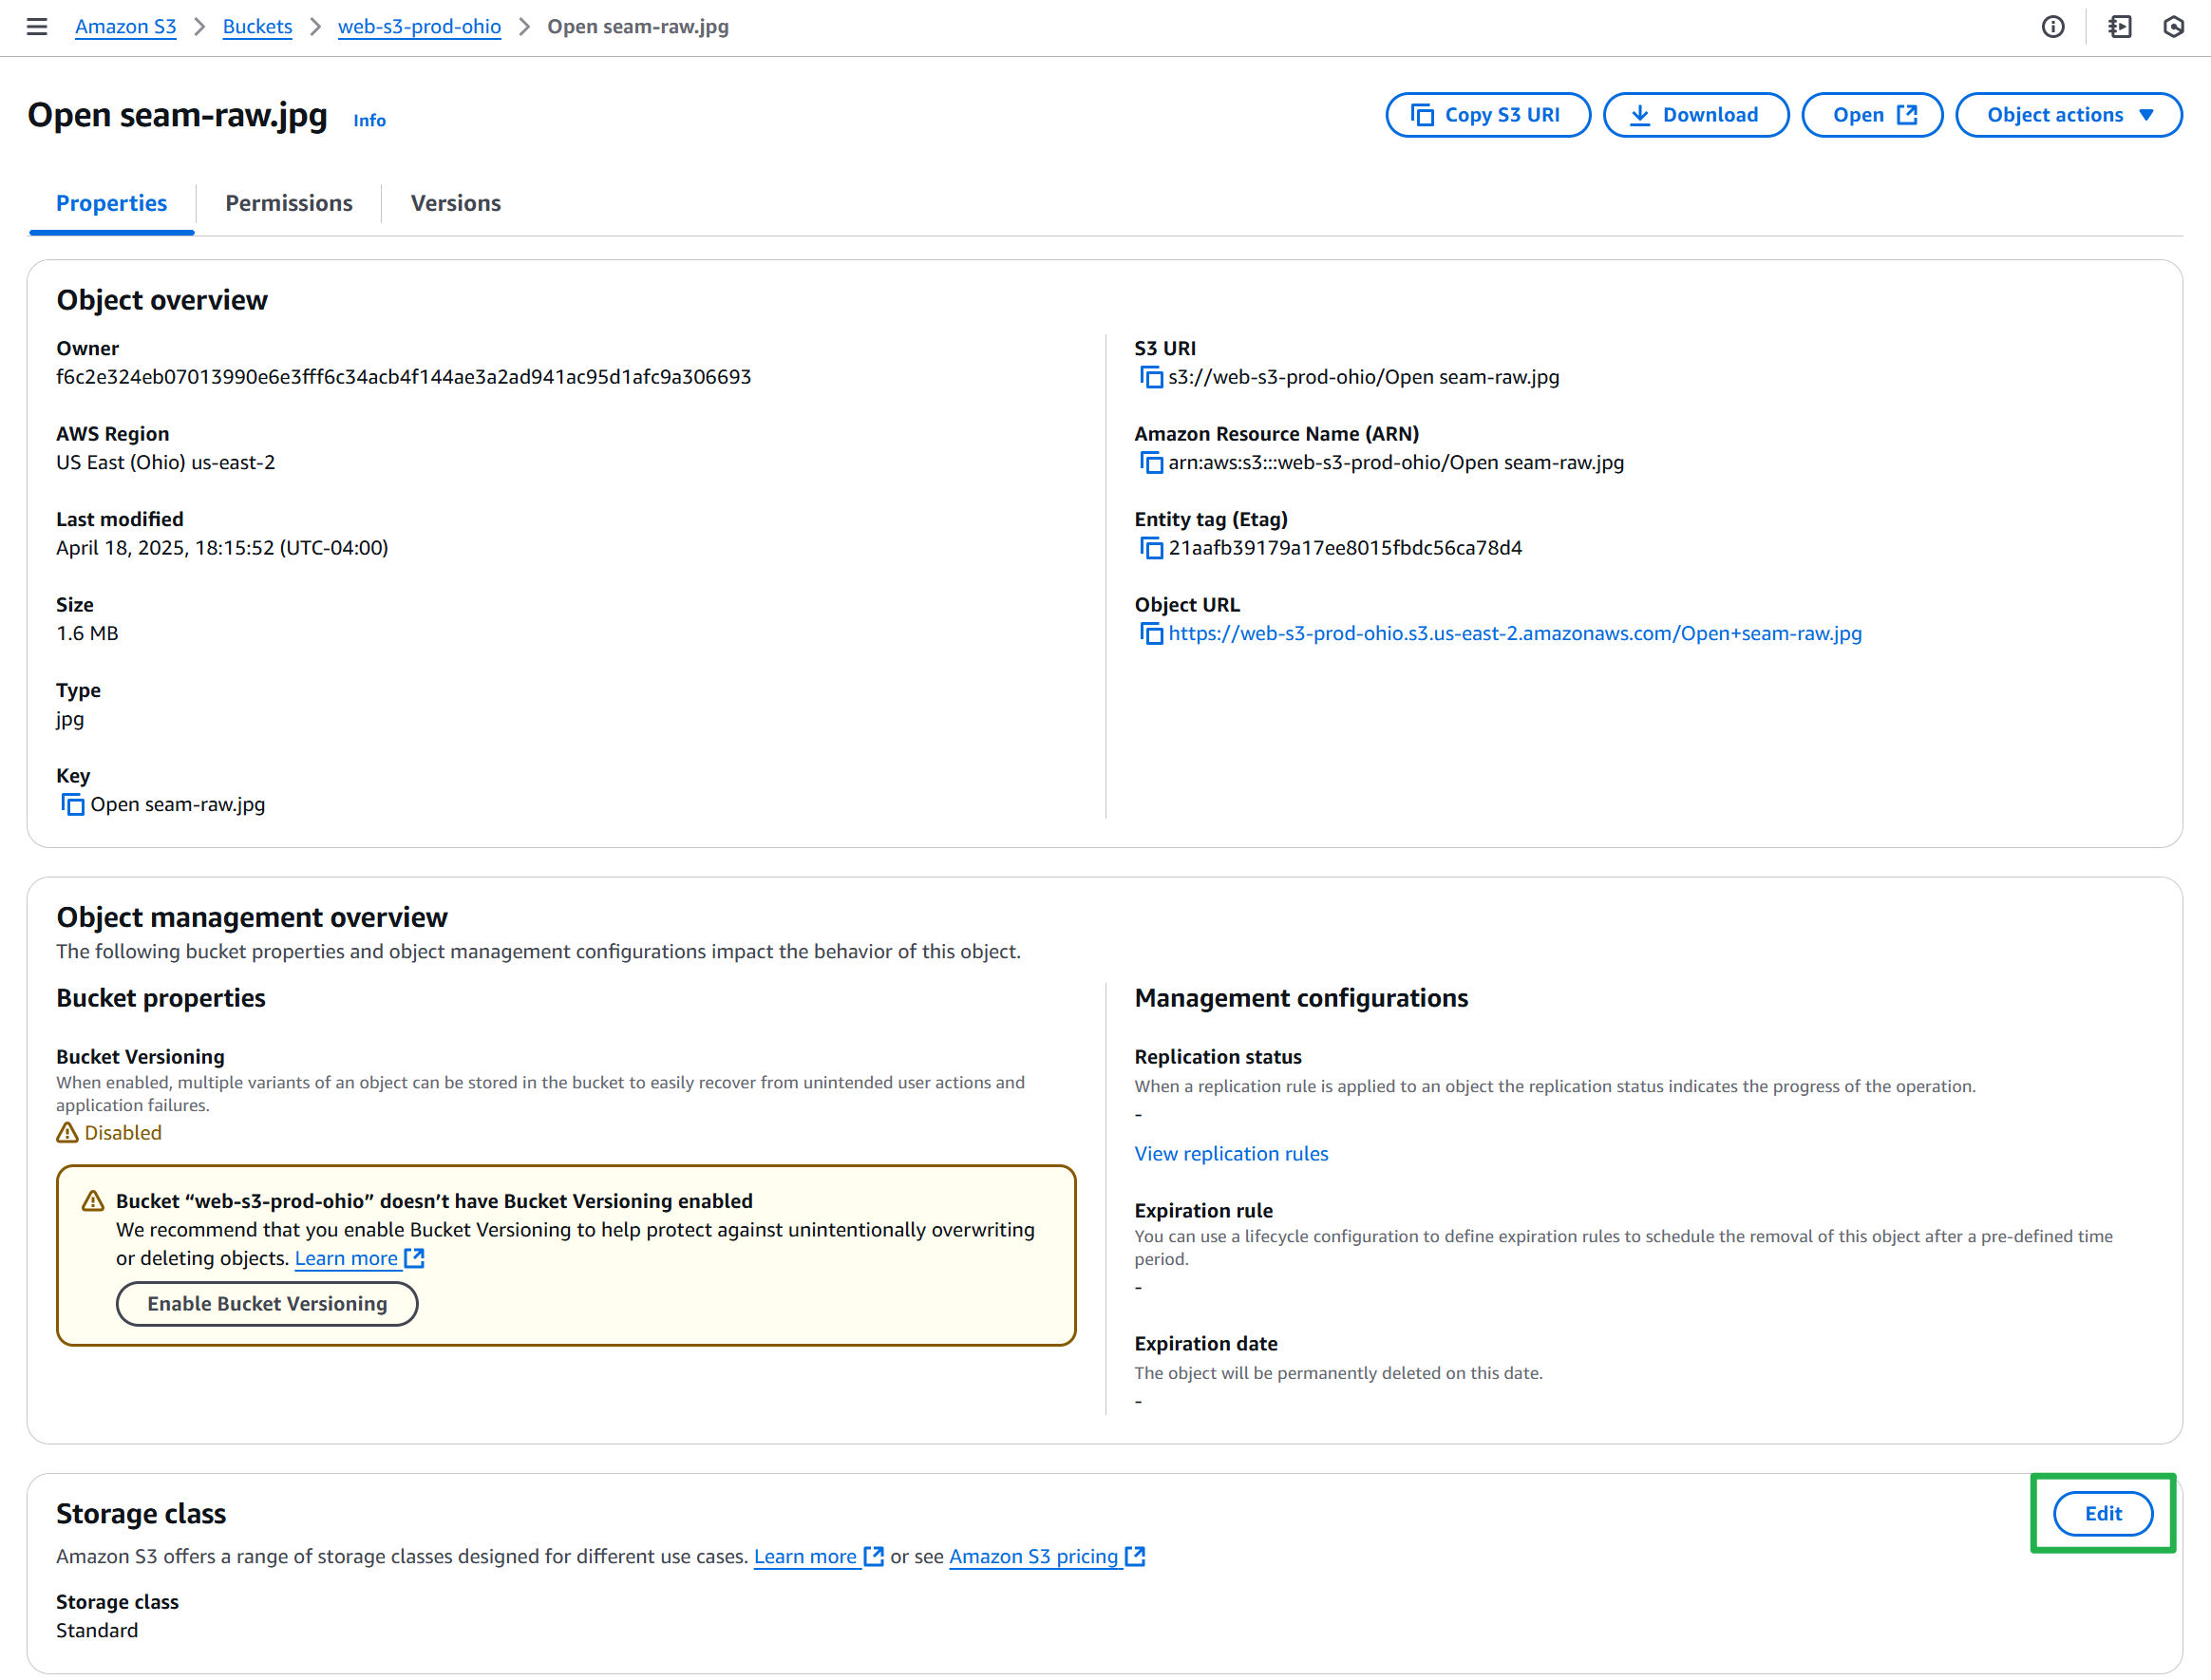 Amazon S3 > Buckets > web-s3-prod-ohio > Open seam-raw.jpg
Open seam-raw.jpg Info
Copy S3 URI Download Open Object actions
Properties Permissions Versions
Object overview
Owner
f6c2e324eb07013990e6e3fff6c34acb4f144ae3a2ad941ac95d1afc9a306693
AWS Region
US East (Ohio) us-east-2
Last modified
April 18, 2025, 18:15:52 (UTC-04:00)
Size
1.6 MB
Type
jpg
Key
Open seam-raw.jpg
S3 URI
s3://web-s3-prod-ohio/Open seam-raw.jpg
Amazon Resource Name (ARN)
arn:aws:s3:::web-s3-prod-ohio/Open seam-raw.jpg
Entity tag (Etag)
21aafb39179a17ee8015fbdc56ca78d4
Object URL
https://web-s3-prod-ohio.s3.us-east-2.amazonaws.com/Open+seam-raw.jpg
Object management overview
The following bucket properties and object management configurations impact the behavior of this object.
Bucket properties
Bucket Versioning
When enabled, multiple variants of an object can be stored in the bucket to easily recover from unintended user actions and
application failures.
Disabled
Bucket “web-s3-prod-ohio” doesn’t have Bucket Versioning enabled
We recommend that you enable Bucket Versioning to help protect against unintentionally overwriting
or deleting objects. Learn more
Enable Bucket Versioning
Management configurations
Replication status
When a replication rule is applied to an object the replication status indicates the progress of the operation.
-
View replication rules
Expiration rule
You can use a lifecycle configuration to define expiration rules to schedule the removal of this object after a pre-defined time
period.
-
Expiration date
The object will be permanently deleted on this date.
-
Storage class
Edit
Amazon S3 offers a range of storage classes designed for different use cases. Learn more or see Amazon S3 pricing
Storage class
Standard